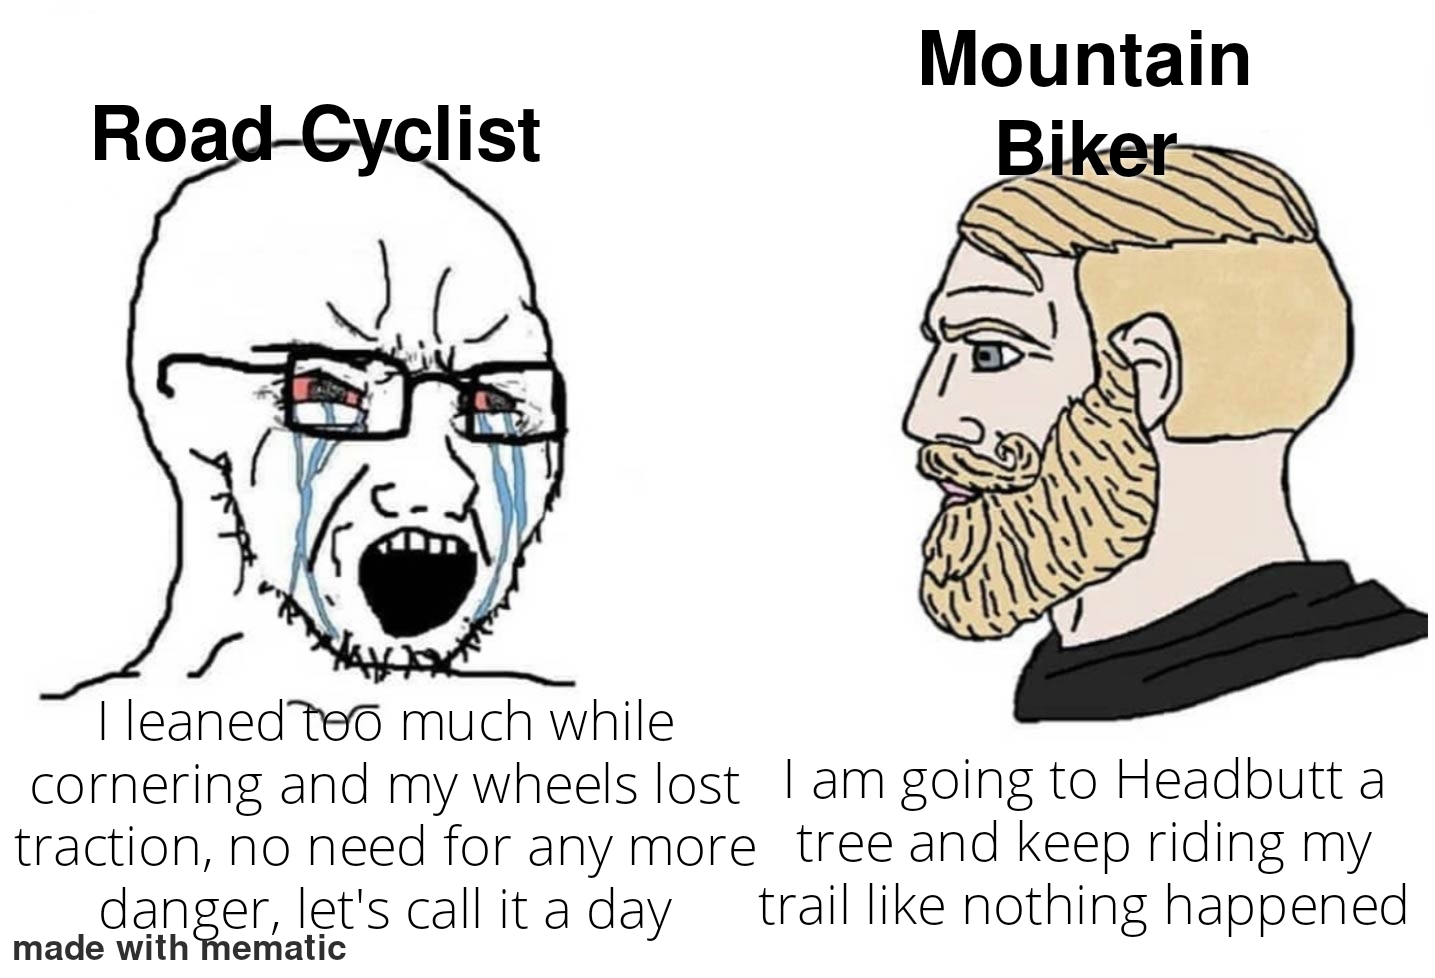 Road Cyclist
I leaned too much while
cornering and my wheels lost
traction, no need for any more
danger, let's call it a day
Mountain
Biker
I am going to Headbutt a
tree and keep riding my
trail like nothing happened
made with mematic